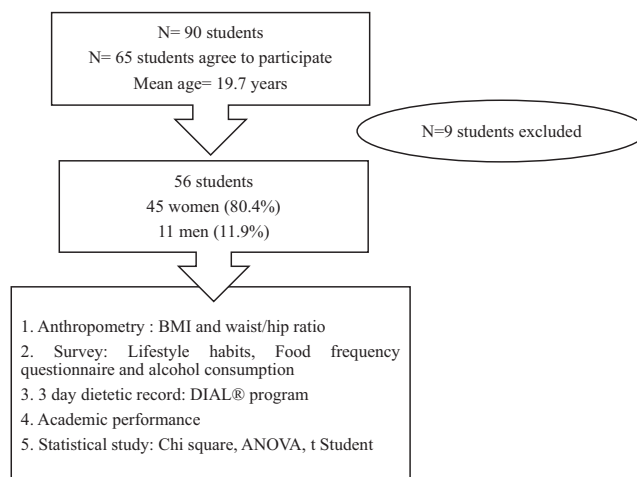 N= 90 students
N= 65 students agree to participate
Mean age= 19.7 years
N=9 students excluded
56 students
45 women (80.4%)
11 men (11.9%)
1. Anthropometry : BMI and waist/hip ratio
2. Survey: Lifestyle habits, Food frequency
questionnaire and alcohol consumption
3. 3 day dietetic record: DIAL® program
4. Academic performance
5. Statistical study: Chi square, ANOVA, t Student